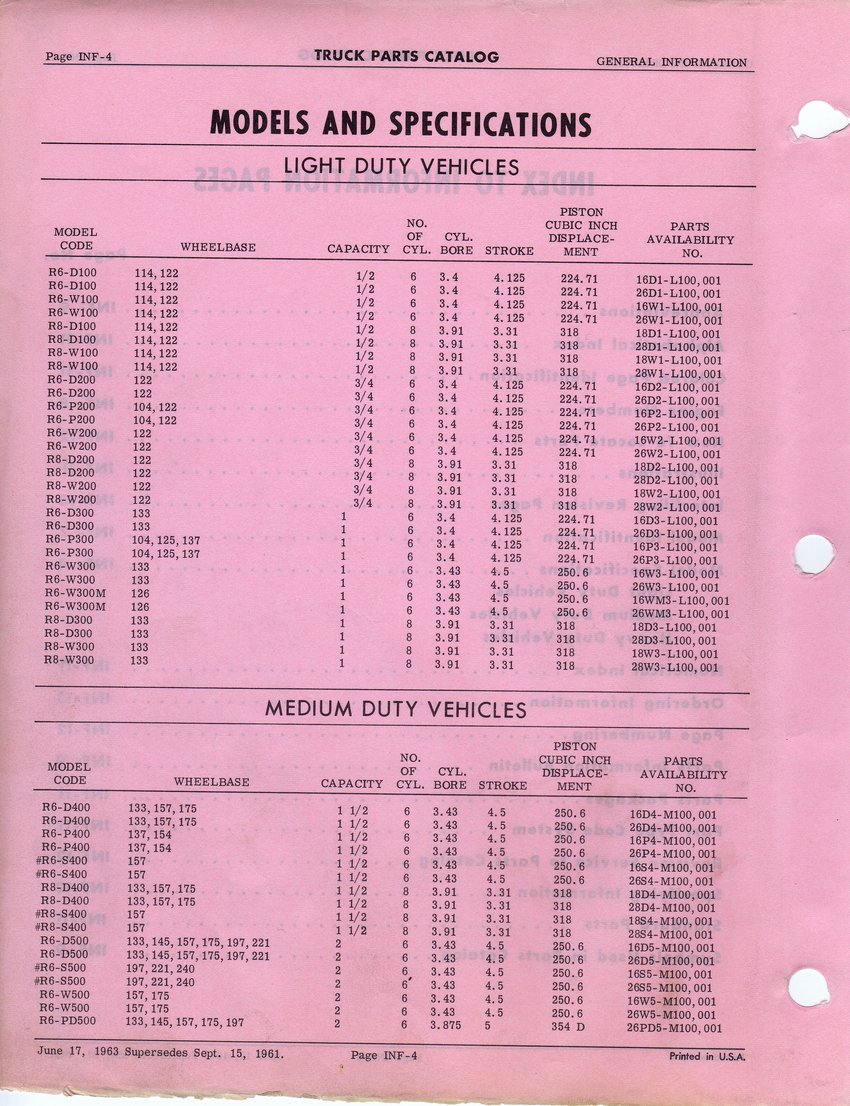 Page INF-4 TRUCK PARTS CATALOG GENERAL INFORMATION
MODELS AND SPECIFICATIONS
LIGHT DUTY VEHICLES
MODEL CODE WHEELBASE CAPACITY NO. OF CYL. CYL. BORE STROKE PISTON CUBIC INCH DISPLACE- MENT PARTS AVAILABILITY NO.
R6-D100 114, 122 1/2 6 3.4 4.125 224.71 16D1-L100,001
R6-D100 114, 122 1/2 6 3.4 4.125 224.71 26D1-L100,001
R6-W100 114, 122 1/2 6 3.4 4.125 224.71 16W1-L100,001
R6-W100 114, 122 1/2 6 3.4 4.125 224.71 26W1-L100,001
R8-D100 114, 122 1/2 8 3.91 3.31 318 18D1-L100,001
R8-D100 114, 122 1/2 8 3.91 3.31 318 28D1-L100,001
R8-W100 114, 122 1/2 8 3.91 3.31 318 18W1-L100,001
R8-W100 114, 122 1/2 8 3.91 3.31 318 28W1-L100,001
R6-D200 122 3/4 6 3.4 4.125 224.71 16D2-L100,001
R6-D200 122 3/4 6 3.4 4.125 224.71 26D2-L100,001
R6-P200 104, 122 3/4 6 3.4 4.125 224.71 16P2-L100,001
R6-P200 104, 122 3/4 6 3.4 4.125 224.71 26P2-L100,001
R6-W200 122 3/4 6 3.4 4.125 224.71 16W2-L100,001
R6-W200 122 3/4 6 3.4 4.125 224.71 26W2-L100,001
R8-D200 122 3/4 8 3.91 3.31 318 18D2-L100,001
R8-D200 122 3/4 8 3.91 3.31 318 28D2-L100,001
R8-W200 122 3/4 8 3.91 3.31 318 18W2-L100,001
R8-W200 122 3/4 8 3.91 3.31 318 28W2-L100,001
R6-D300 133 1 6 3.4 4.125 224.71 16D3-L100,001
R6-D300 133 1 6 3.4 4.125 224.71 26D3-L100,001
R6-P300 104, 125, 137 1 6 3.4 4.125 224.71 16P3-L100,001
R6-P300 104, 125, 137 1 6 3.4 4.125 224.71 26P3-L100,001
R6-W300 133 1 6 3.43 4.5 250.6 16W3-L100,001
R6-W300 133 1 6 3.43 4.5 250.6 26W3-L100,001
R6-W300M 126 1 6 3.43 4.5 250.6 16WM3-L100,001
R6-W300M 126 1 6 3.43 4.5 250.6 26WM3-L100,001
R8-D300 133 1 8 3.91 3.31 318 18D3-L100,001
R8-D300 133 1 8 3.91 3.31 318 28D3-L100,001
R8-W300 133 1 8 3.91 3.31 318 18W3-L100,001
R8-W300 133 1 8 3.91 3.31 318 28W3-L100,001
MEDIUM DUTY VEHICLES
MODEL CODE WHEELBASE CAPACITY NO. OF CYL. CYL. BORE STROKE PISTON CUBIC INCH DISPLACE- MENT PARTS AVAILABILITY NO.
R6-D400 133, 157, 175 1 1/2 6 3.43 4.5 250.6 16D4-M100,001
R6-D400 133, 157, 175 1 1/2 6 3.43 4.5 250.6 26D4-M100,001
R6-P400 137, 154 1 1/2 6 3.43 4.5 250.6 16P4-M100,001
R6-P400 137, 154 1 1/2 6 3.43 4.5 250.6 26P4-M100,001
#R6-S400 157 1 1/2 6 3.43 4.5 250.6 16S4-M100,001
#R6-S400 157 1 1/2 6 3.43 4.5 250.6 26S4-M100,001
R8-D400 133, 157, 175 1 1/2 8 3.91 3.31 318 18D4-M100,001
R8-D400 133, 157, 175 1 1/2 8 3.91 3.31 318 28D4-M100,001
#R8-S400 157 1 1/2 8 3.91 3.31 318 18S4-M100,001
#R8-S400 157 1 1/2 8 3.91 3.31 318 28S4-M100,001
R6-D500 133, 145, 157, 175, 197, 221 2 6 3.43 4.5 250.6 16D5-M100,001
R6-D500 133, 145, 157, 175, 197, 221 2 6 3.43 4.5 250.6 26D5-M100,001
#R6-S500 197, 221, 240 2 6 3.43 4.5 250.6 16S5-M100,001
#R6-S500 197, 221, 240 2 6 3.43 4.5 250.6 26S5-M100,001
R6-W500 157, 175 2 6 3.43 4.5 250.6 16W5-M100,001
R6-W500 157, 175 2 6 3.43 4.5 250.6 26W5-M100,001
R6-PD500 133, 145, 157, 175, 197 2 6 3.875 5 354 D 26PD5-M100,001
June 17, 1963 Supersedes Sept. 15, 1961. Page INF-4 Printed in U.S.A.